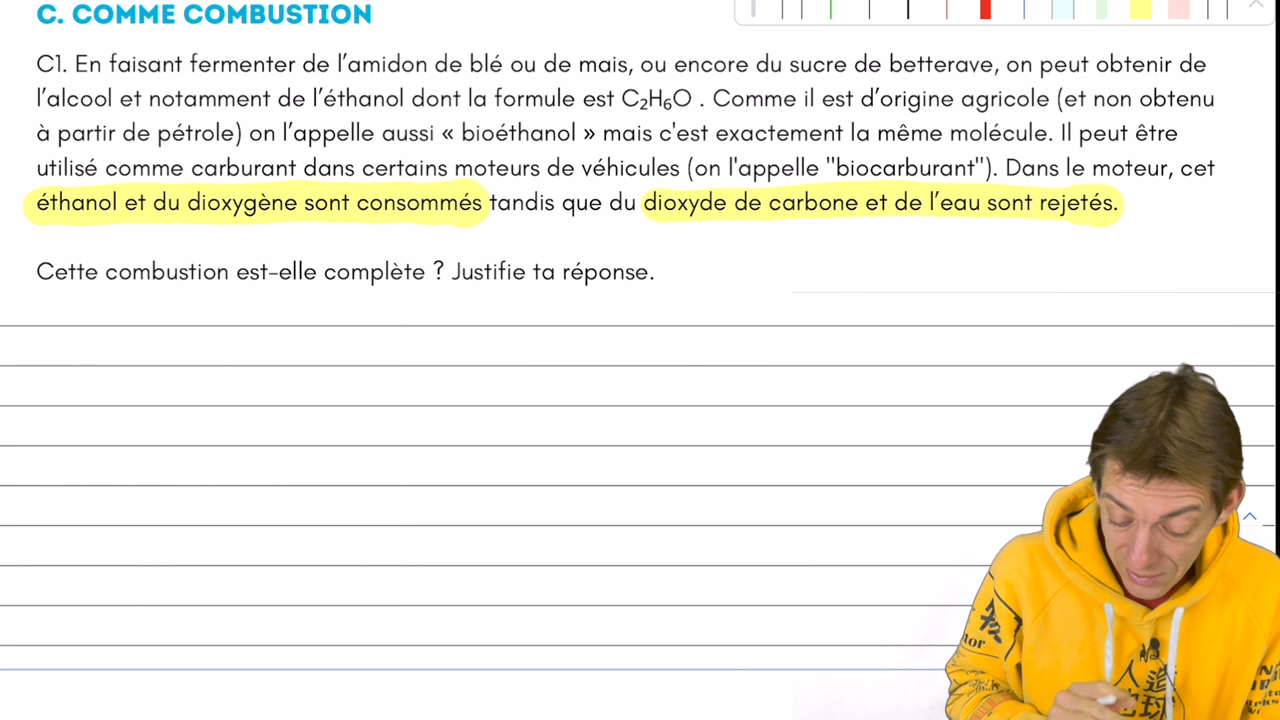 C. COMME COMBUSTION
C1. En faisant fermenter de l’amidon de blé ou de mais, ou encore du sucre de betterave, on peut obtenir de
l’alcool et notamment de l’éthanol dont la formule est C₂H₆O . Comme il est d’origine agricole (et non obtenu
à partir de pétrole) on l’appelle aussi « bioéthanol » mais c'est exactement la même molécule. Il peut être
utilisé comme carburant dans certains moteurs de véhicules (on l'appelle "biocarburant"). Dans le moteur, cet
éthanol et du dioxygène sont consommés tandis que du dioxyde de carbone et de l’eau sont rejetés.
Cette combustion est-elle complète ? Justifie ta réponse.
人 造